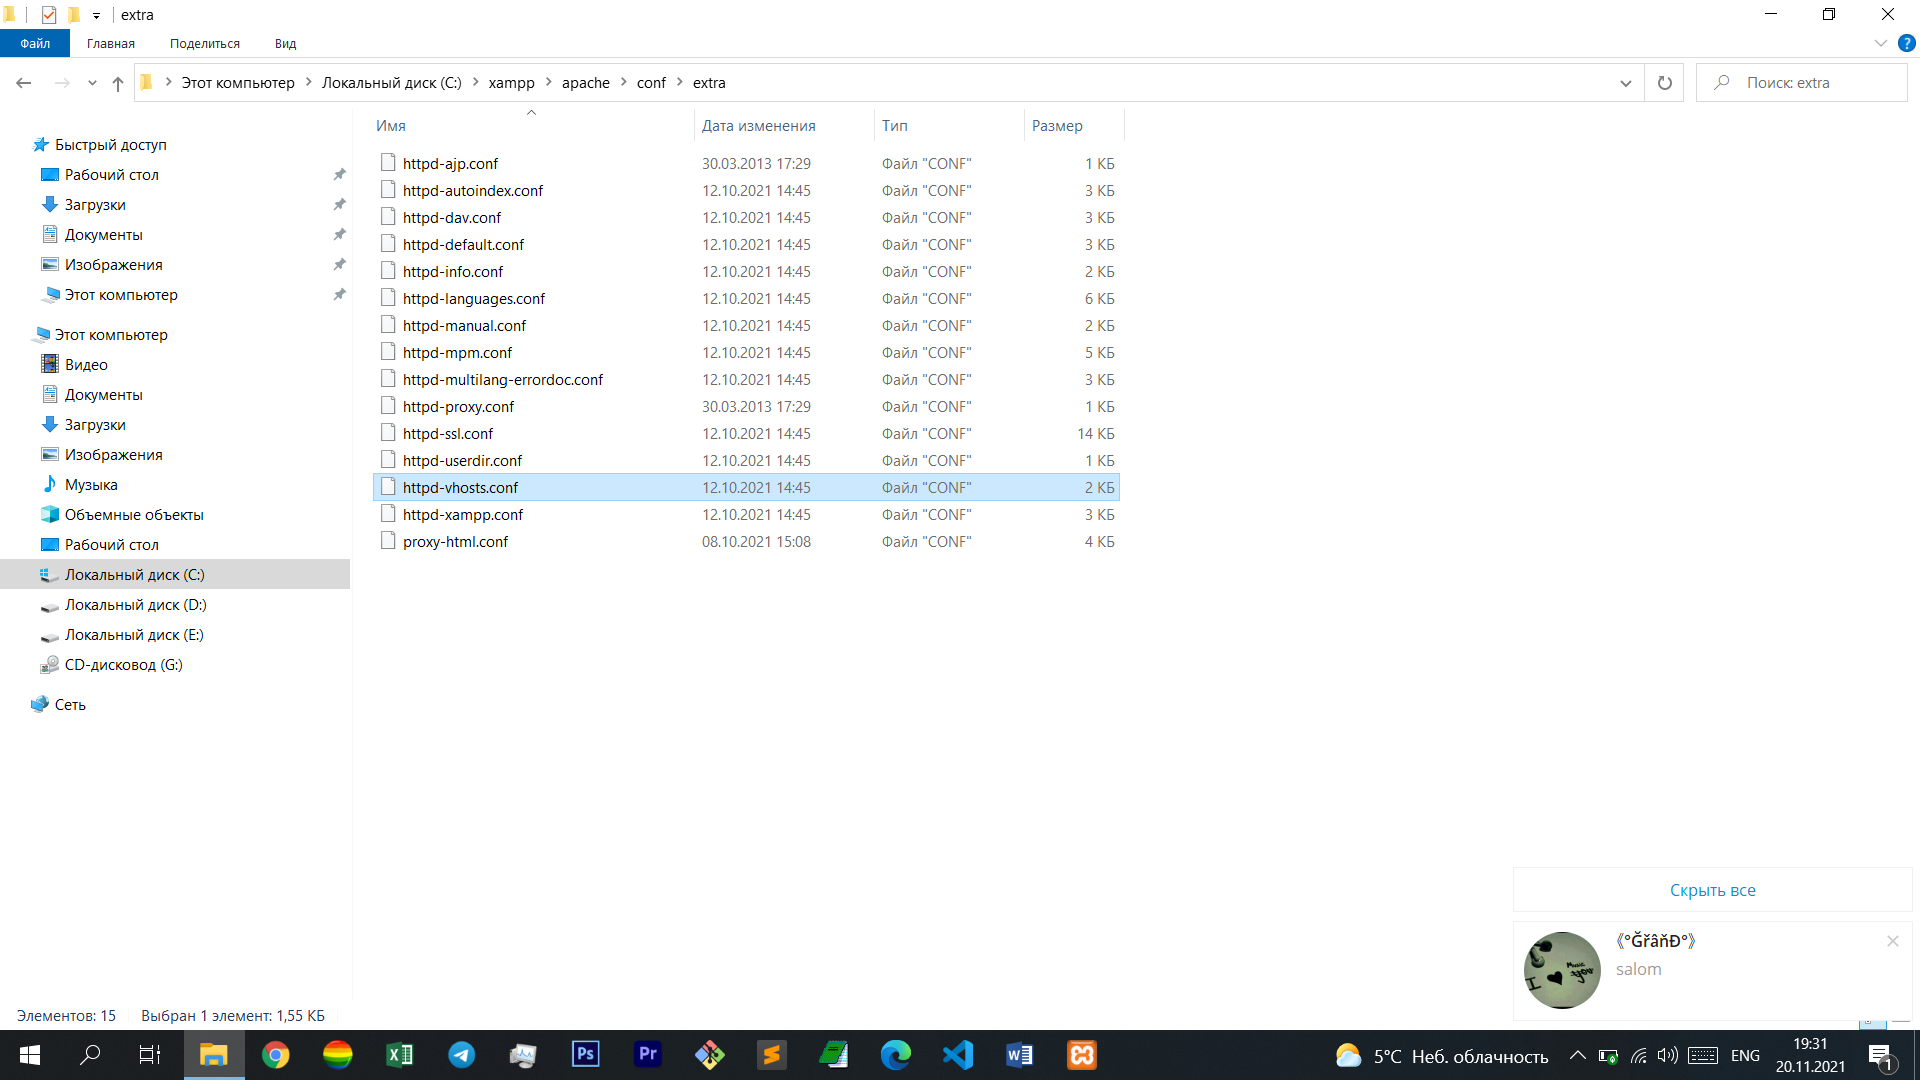 extra
Файл Главная Поделиться Вид
Этот компьютер Локальный диск (C:) xampp apache conf extra
Поиск: extra
Имя Дата изменения Тип Размер
httpd-ajp.conf 30.03.2013 17:29 Файл "CONF" 1 КБ
httpd-autoindex.conf 12.10.2021 14:45 Файл "CONF" 3 КБ
httpd-dav.conf 12.10.2021 14:45 Файл "CONF" 3 КБ
httpd-default.conf 12.10.2021 14:45 Файл "CONF" 3 КБ
httpd-info.conf 12.10.2021 14:45 Файл "CONF" 2 КБ
httpd-languages.conf 12.10.2021 14:45 Файл "CONF" 6 КБ
httpd-manual.conf 12.10.2021 14:45 Файл "CONF" 2 КБ
httpd-mpm.conf 12.10.2021 14:45 Файл "CONF" 5 КБ
httpd-multilang-errordoc.conf 12.10.2021 14:45 Файл "CONF" 3 КБ
httpd-proxy.conf 30.03.2013 17:29 Файл "CONF" 1 КБ
httpd-ssl.conf 12.10.2021 14:45 Файл "CONF" 14 КБ
httpd-userdir.conf 12.10.2021 14:45 Файл "CONF" 1 КБ
httpd-vhosts.conf 12.10.2021 14:45 Файл "CONF" 2 КБ
httpd-xampp.conf 12.10.2021 14:45 Файл "CONF" 3 КБ
proxy-html.conf 08.10.2021 15:08 Файл "CONF" 4 КБ
Быстрый доступ
Рабочий стол
Загрузки
Документы
Изображения
Этот компьютер
Этот компьютер
Видео
Документы
Загрузки
Изображения
Музыка
Объемные объекты
Рабочий стол
Локальный диск (C:)
Локальный диск (D:)
Локальный диск (E:)
CD-дисковод (G:)
Сеть
Скрыть все
《°ĞřâňĐ°》
salom
I Music you
Элементов: 15 Выбран 1 элемент: 1,55 КБ
Ps Pr
5°C Неб. облачность
ENG
19:31
20.11.2021
1